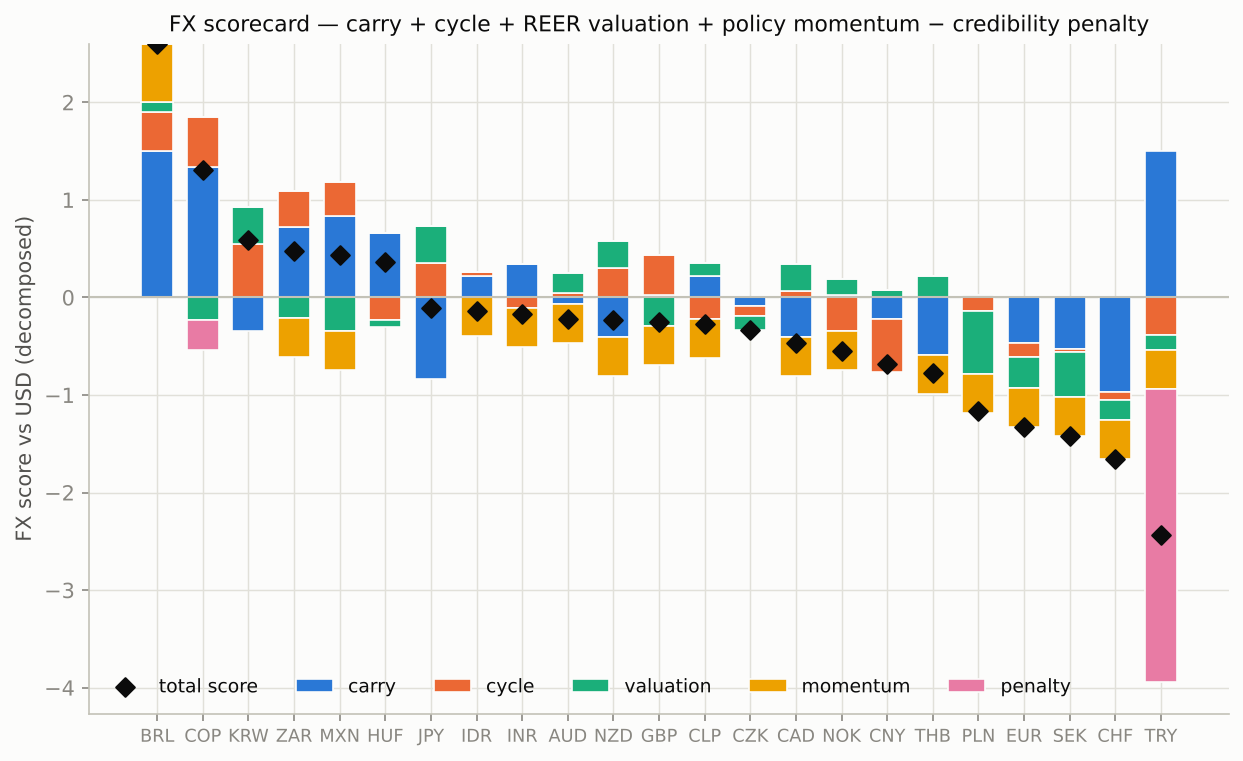 FX scorecard — carry + cycle + REER valuation + policy momentum − credibility penalty
FX score vs USD (decomposed)
2
1
0
−1
−2
−3
−4
total score carry cycle valuation momentum penalty
BRL COP KRW ZAR MXN HUF JPY IDR INR AUD NZD GBP CLP CZK CAD NOK CNY THB PLN EUR SEK CHF TRY